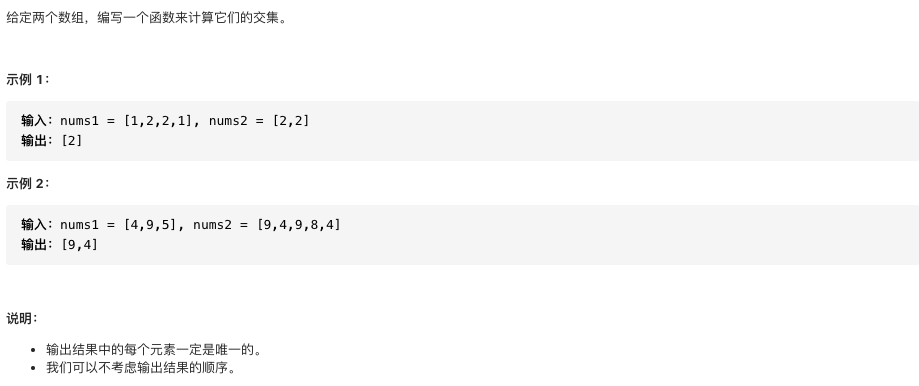 给定两个数组，编写一个函数来计算它们的交集。
示例 1：
输入：nums1 = [1,2,2,1], nums2 = [2,2]
输出：[2]
示例 2：
输入：nums1 = [4,9,5], nums2 = [9,4,9,8,4]
输出：[9,4]
说明：
• 输出结果中的每个元素一定是唯一的。
• 我们可以不考虑输出结果的顺序。